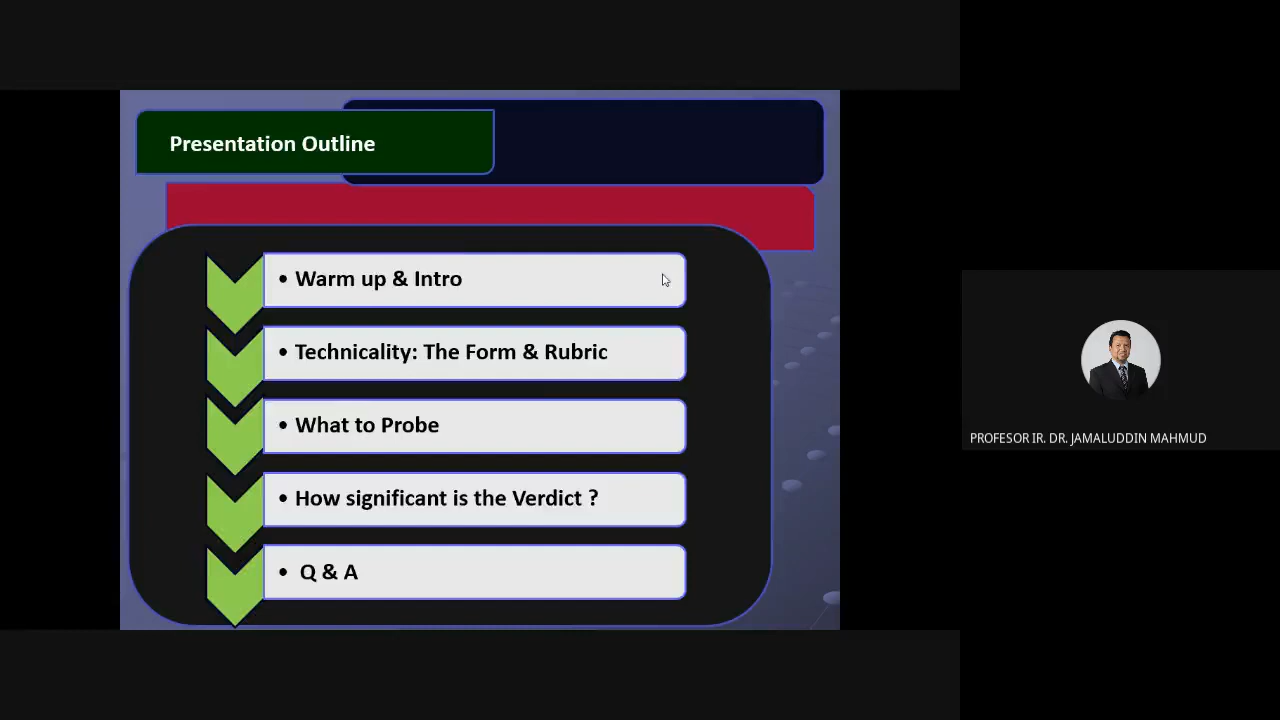 Presentation Outline
• Warm up & Intro
• Technicality: The Form & Rubric
• What to Probe
• How significant is the Verdict ?
• Q & A
PROFESOR IR. DR. JAMALUDDIN MAHMUD